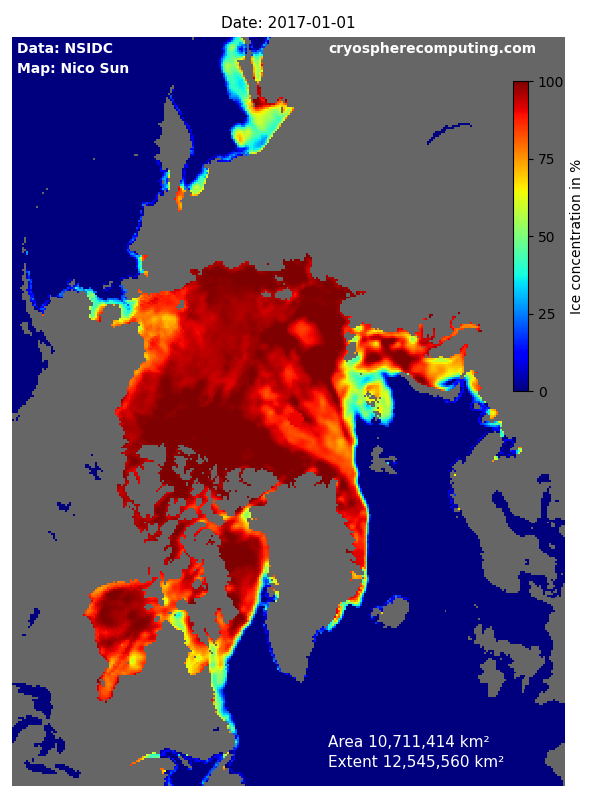 Date: 2017-01-01
Data: NSIDC
Map: Nico Sun
cryospherecomputing.com
100
75
50
25
0
Ice concentration in %
Area 10,711,414 km²
Extent 12,545,560 km²